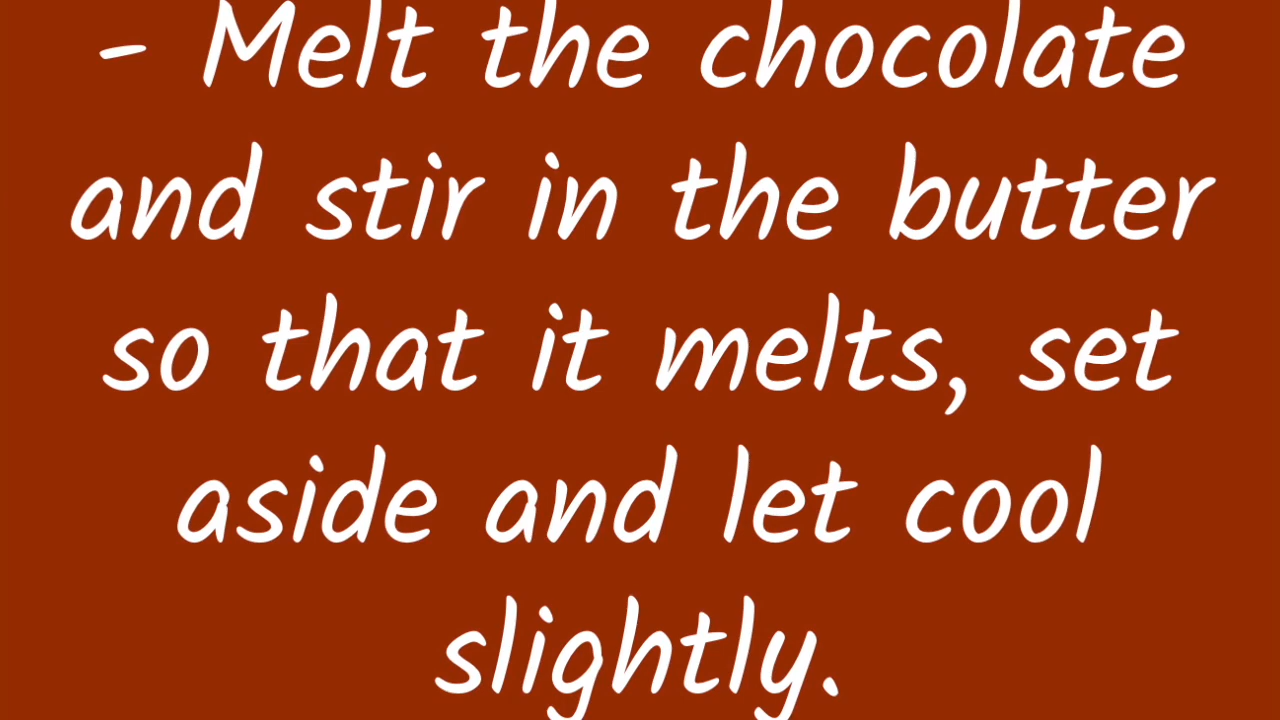 - Melt the chocolate
and stir in the butter
so that it melts, set
aside and let cool
slightly.